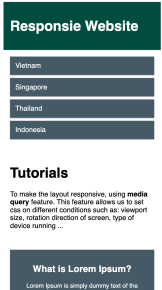 Responsie Website
Vietnam
Singapore
Thailand
Indonesia
Tutorials
To make the layout responsive, using media
query feature. This feature allows us to set
css on different conditions such as: viewport
size, rotation direction of screen, type of
device running ...
What is Lorem Ipsum?
Lorem Ipsum is simply dummy text of the